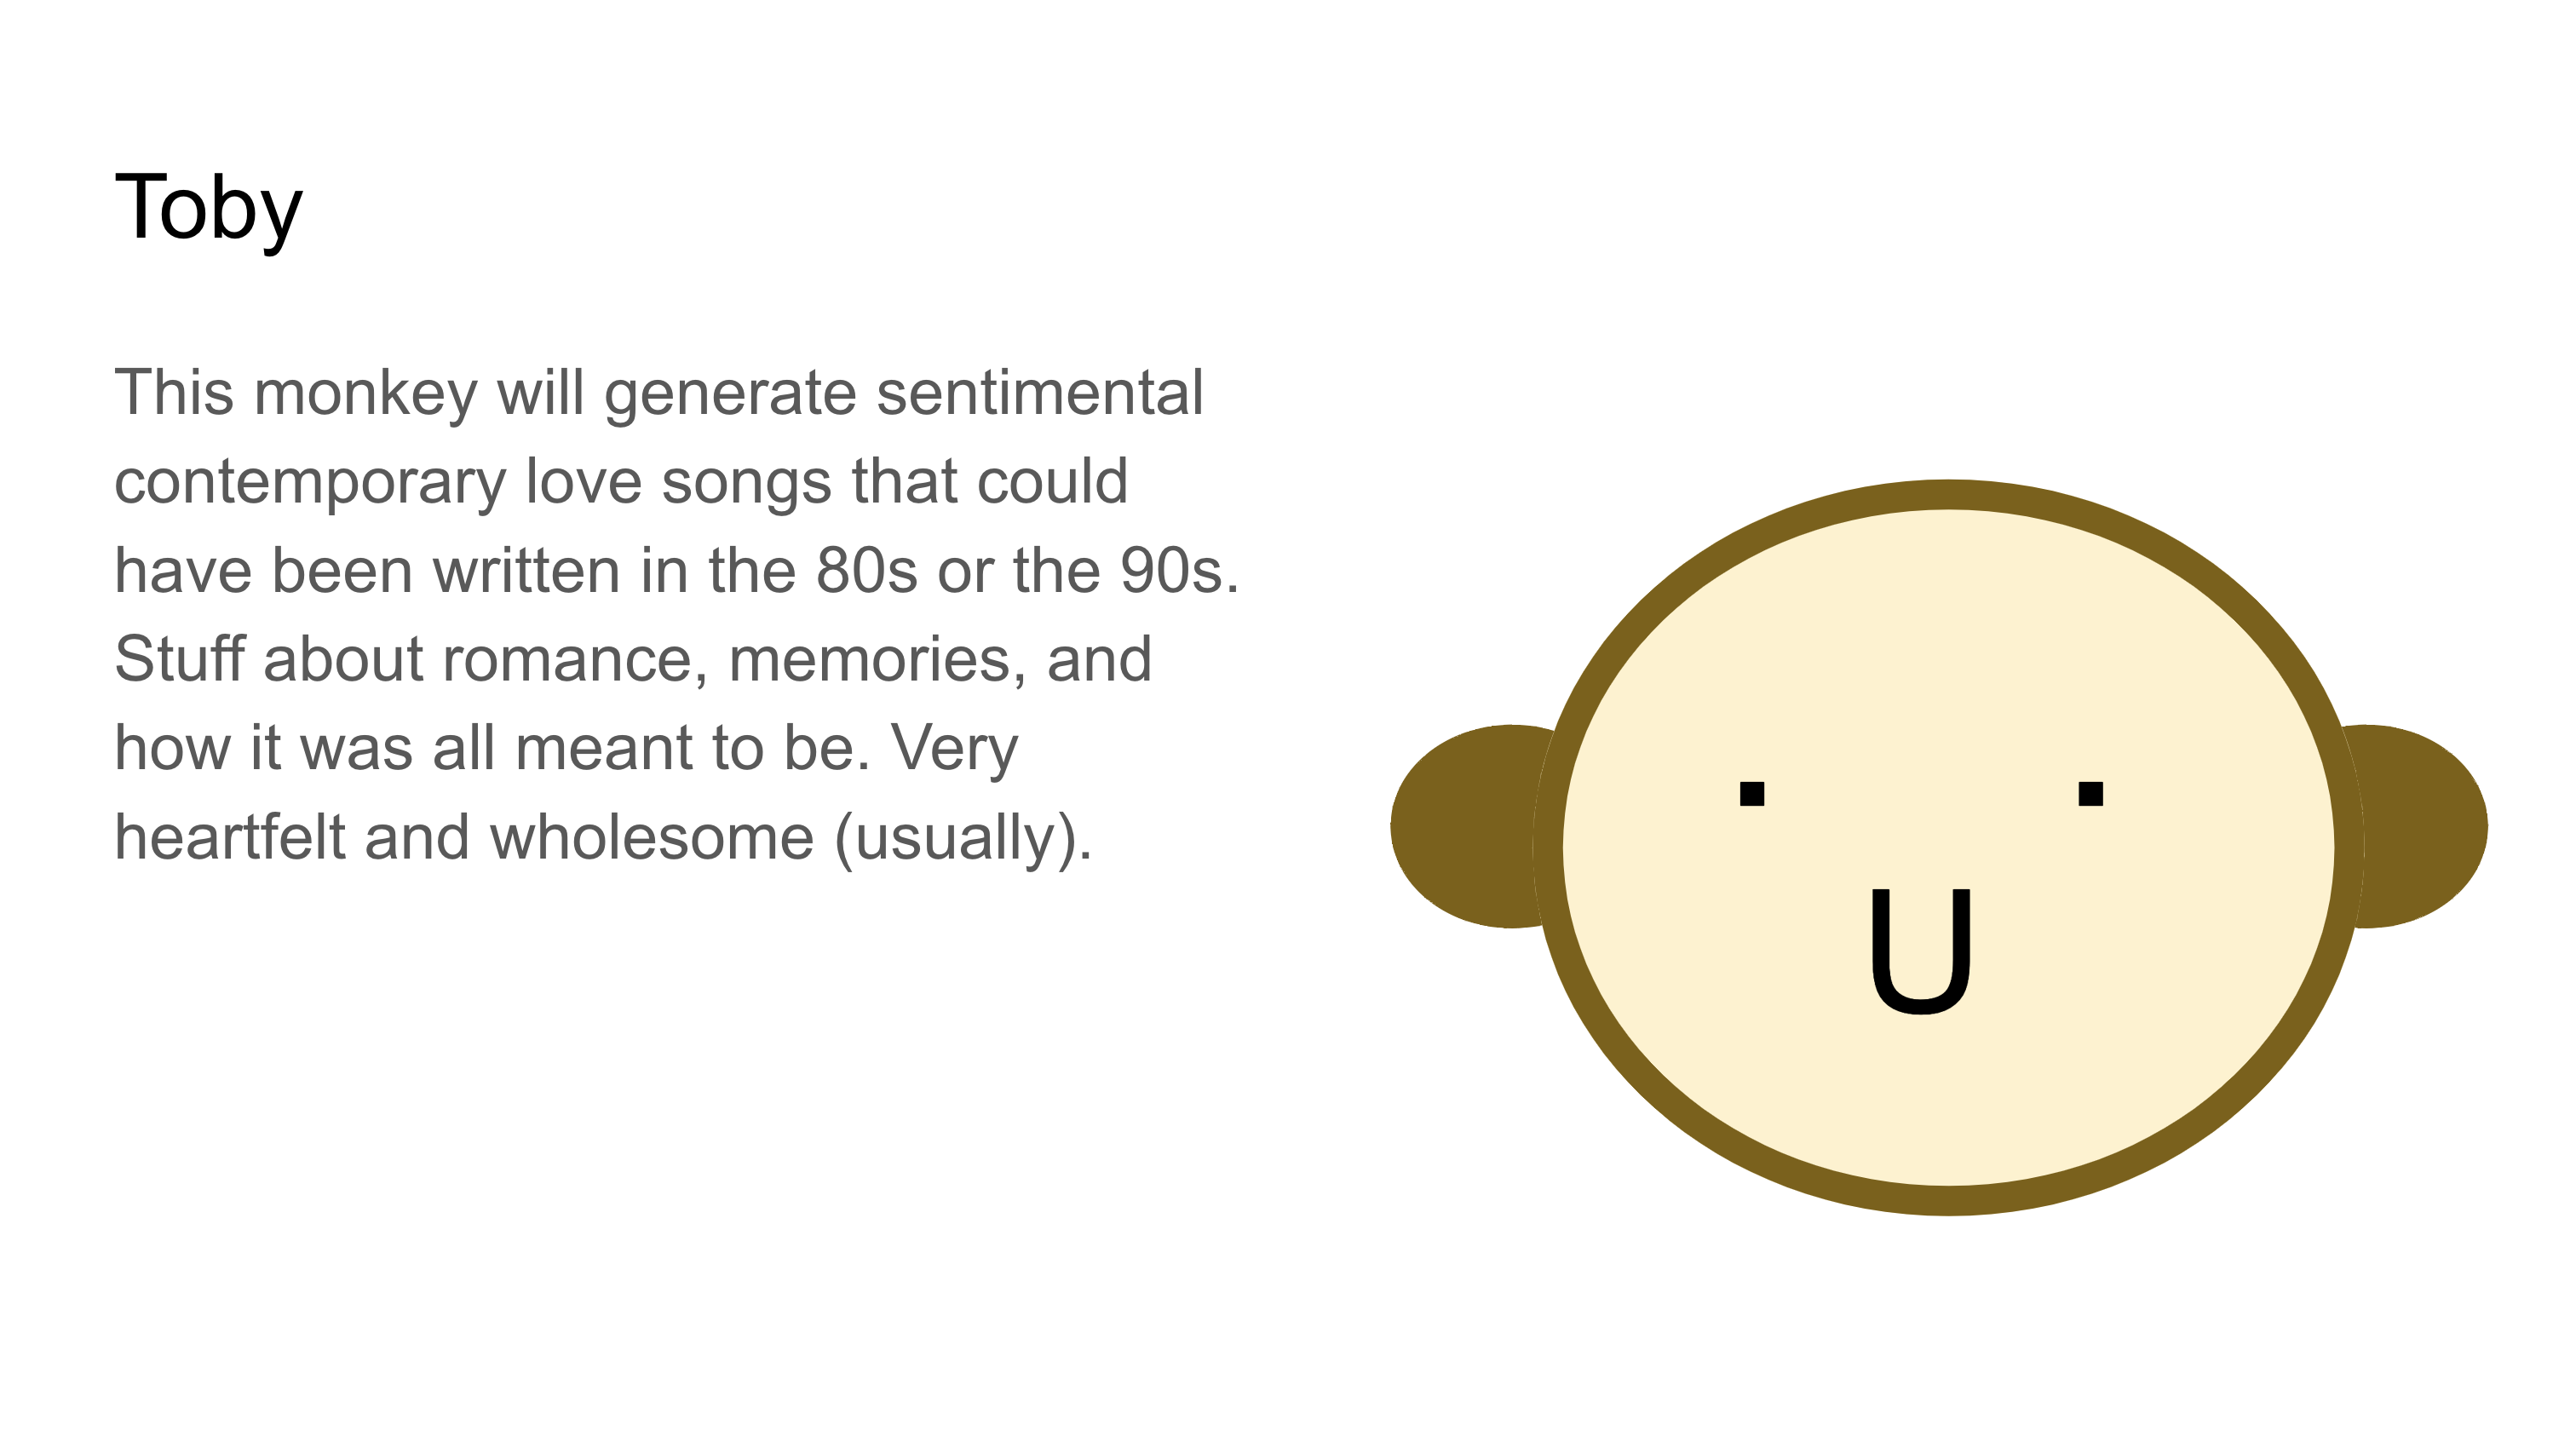 Toby
This monkey will generate sentimental
contemporary love songs that could
have been written in the 80s or the 90s.
Stuff about romance, memories, and
how it was all meant to be. Very
heartfelt and wholesome (usually).
. .
U